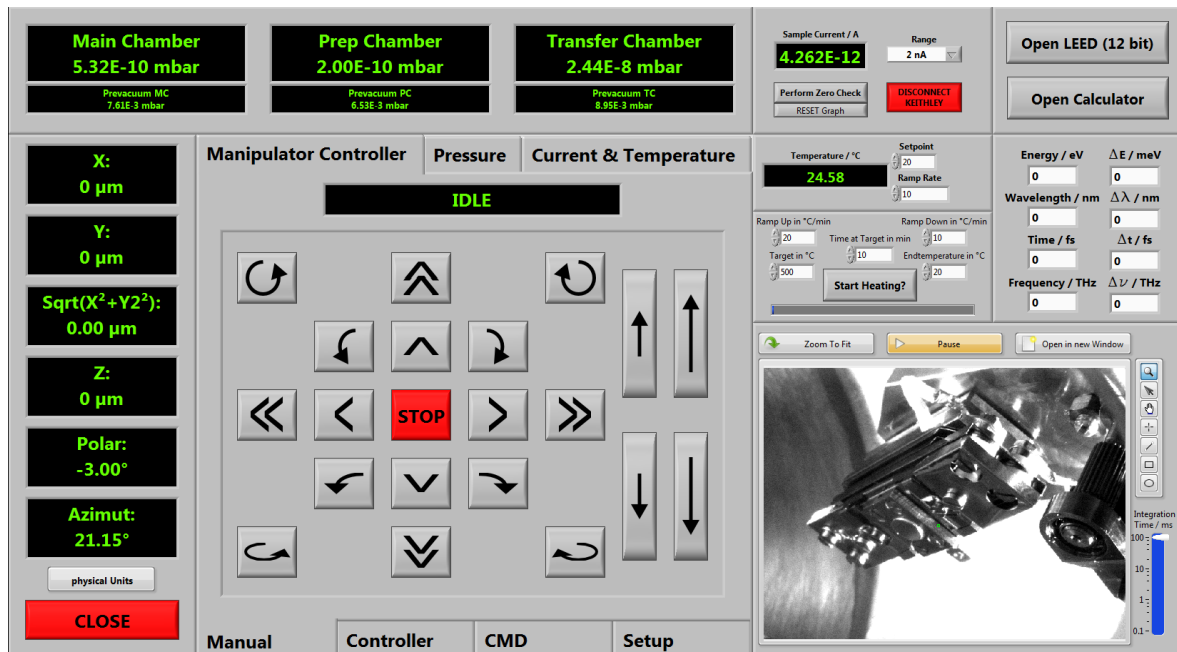 Main Chamber
5.32E-10 mbar
Prevacuum MC
7.61E-3 mbar
Prep Chamber
2.00E-10 mbar
Prevacuum PC
6.53E-3 mbar
Transfer Chamber
2.44E-8 mbar
Prevacuum TC
8.95E-3 mbar
Sample Current / A
4.262E-12
Range
2 nA
Perform Zero Check
RESET Graph
DISCONNECT
KEITHLEY
Open LEED (12 bit)
Open Calculator
X:
0 µm
Y:
0 µm
Sqrt(X²+Y2²):
0.00 µm
Z:
0 µm
Polar:
-3.00°
Azimut:
21.15°
physical Units
CLOSE
Manipulator Controller
Pressure
Current & Temperature
IDLE
STOP
Manual
Controller
CMD
Setup
Temperature / °C
24.58
Setpoint
20
Ramp Rate
10
Ramp Up in °C/min
20
Ramp Down in °C/min
10
Time at Target in min
10
Target in °C
500
Endtemperature in °C
20
Start Heating?
Energy / eV
0
ΔE / meV
0
Wavelength / nm
0
Δλ / nm
0
Time / fs
0
Δt / fs
0
Frequency / THz
0
Δν / THz
0
Zoom To Fit
Pause
Open in new Window
Integration
Time / ms
100
10
1
0.1